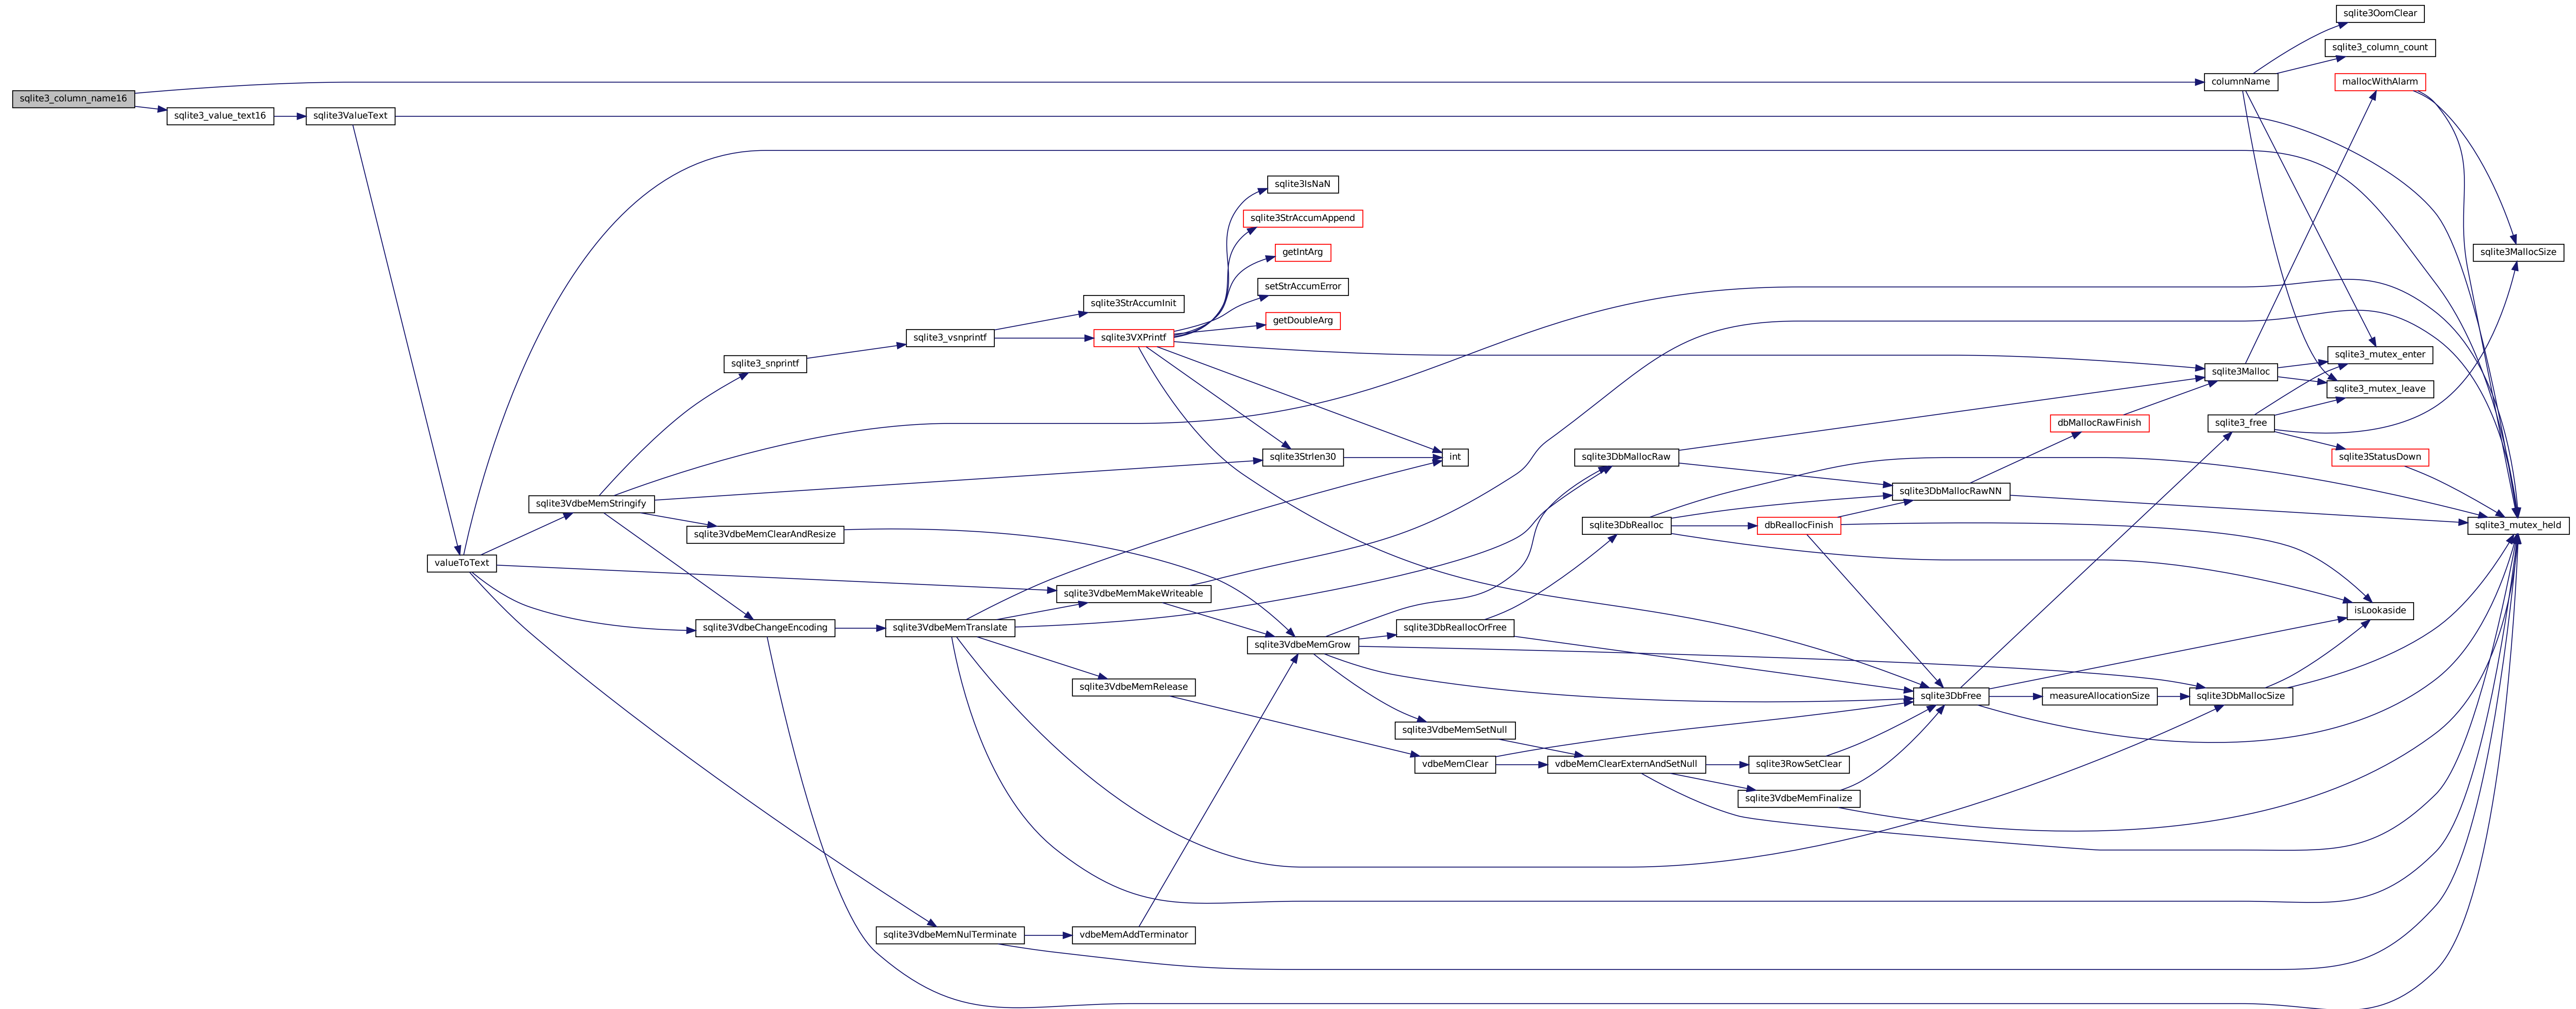 sqlite3OomClear
sqlite3_column_count
columnName
mallocWithAlarm
sqlite3_column_name16
sqlite3_value_text16
sqlite3ValueText
sqlite3IsNaN
sqlite3StrAccumAppend
getIntArg
sqlite3MallocSize
setStrAccumError
sqlite3StrAccumInit
getDoubleArg
sqlite3_vsnprintf
sqlite3VXPrintf
sqlite3_mutex_enter
sqlite3_snprintf
sqlite3Malloc
sqlite3_mutex_leave
dbMallocRawFinish
sqlite3_free
sqlite3Strlen30
int
sqlite3DbMallocRaw
sqlite3StatusDown
sqlite3DbMallocRawNN
sqlite3VdbeMemStringify
sqlite3DbRealloc
dbReallocFinish
sqlite3_mutex_held
sqlite3VdbeMemClearAndResize
valueToText
sqlite3VdbeMemMakeWriteable
isLookaside
sqlite3VdbeChangeEncoding
sqlite3VdbeMemTranslate
sqlite3DbReallocOrFree
sqlite3VdbeMemGrow
sqlite3VdbeMemRelease
sqlite3DbFree
measureAllocationSize
sqlite3DbMallocSize
sqlite3VdbeMemSetNull
vdbeMemClear
vdbeMemClearExternAndSetNull
sqlite3RowSetClear
sqlite3VdbeMemFinalize
sqlite3VdbeMemNulTerminate
vdbeMemAddTerminator